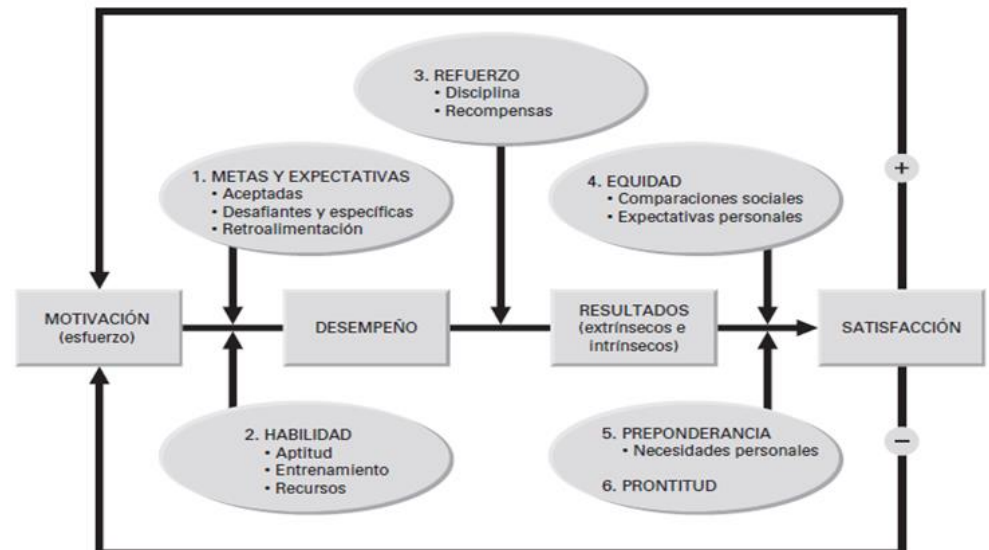 3. REFUERZO
• Disciplina
• Recompensas
1. METAS Y EXPECTATIVAS
• Aceptadas
• Desafiantes y específicas
• Retroalimentación
4. EQUIDAD
• Comparaciones sociales
• Expectativas personales
+
MOTIVACIÓN
(esfuerzo)
DESEMPEÑO
RESULTADOS
(extrínsecos e
intrínsecos)
SATISFACCIÓN
2. HABILIDAD
• Aptitud
• Entrenamiento
• Recursos
5. PREPONDERANCIA
• Necesidades personales
6. PRONTITUD
−